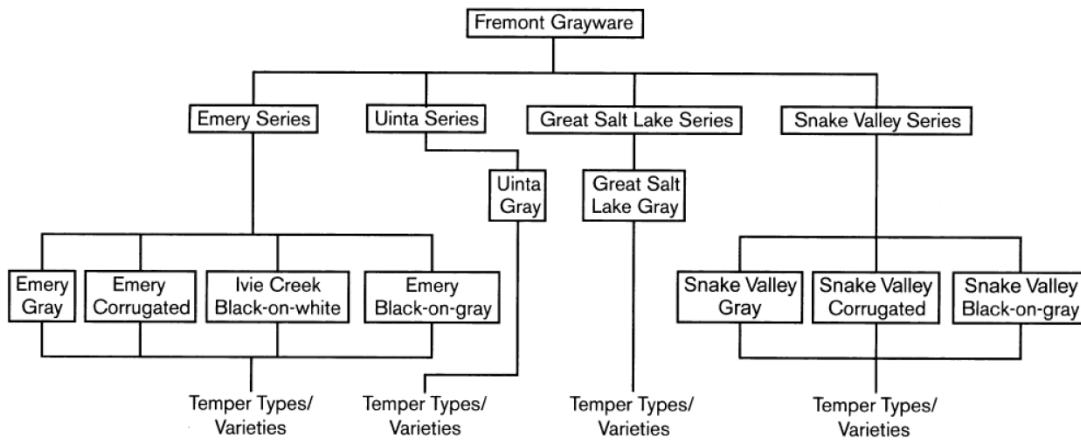 Fremont Grayware
Emery Series
Uinta Series
Great Salt Lake Series
Snake Valley Series
Uinta
Gray
Great Salt
Lake Gray
Emery
Gray
Emery
Corrugated
Ivie Creek
Black-on-white
Emery
Black-on-gray
Snake Valley
Gray
Snake Valley
Corrugated
Snake Valley
Black-on-gray
Temper Types/
Varieties
Temper Types/
Varieties
Temper Types/
Varieties
Temper Types/
Varieties